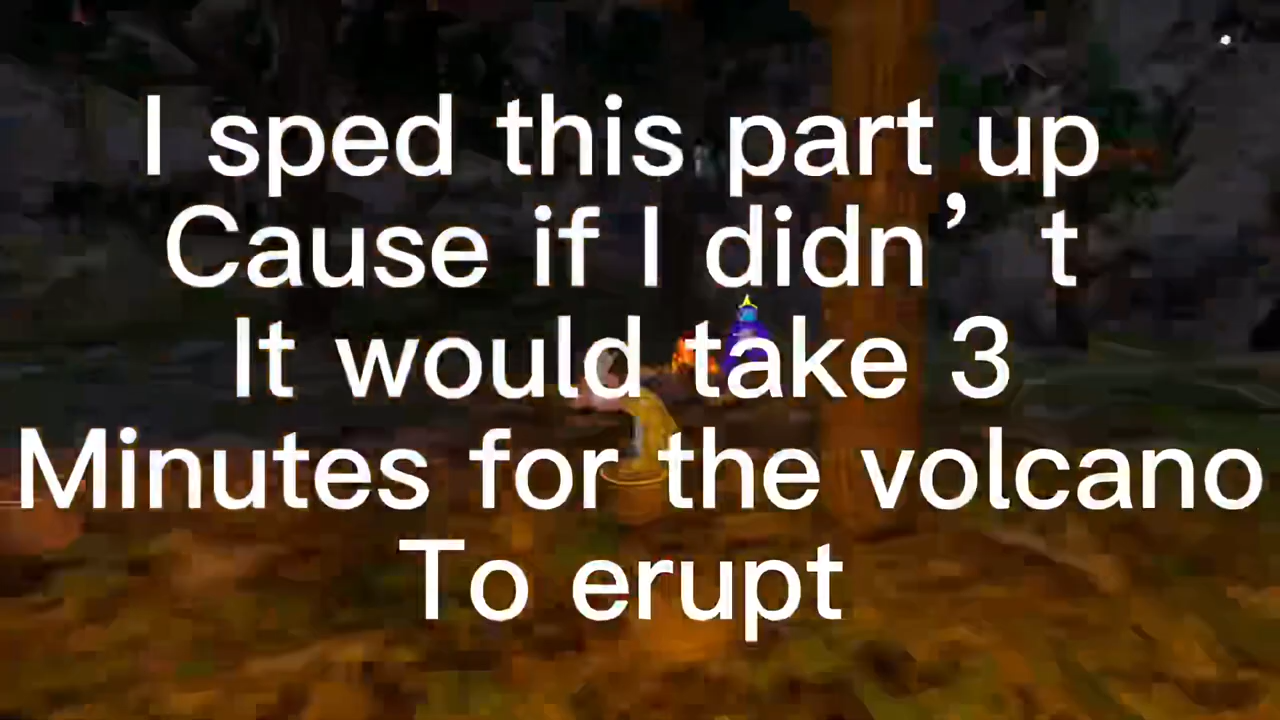 I sped this part up
Cause if I didn’t
It would take 3
Minutes for the volcano
To erupt